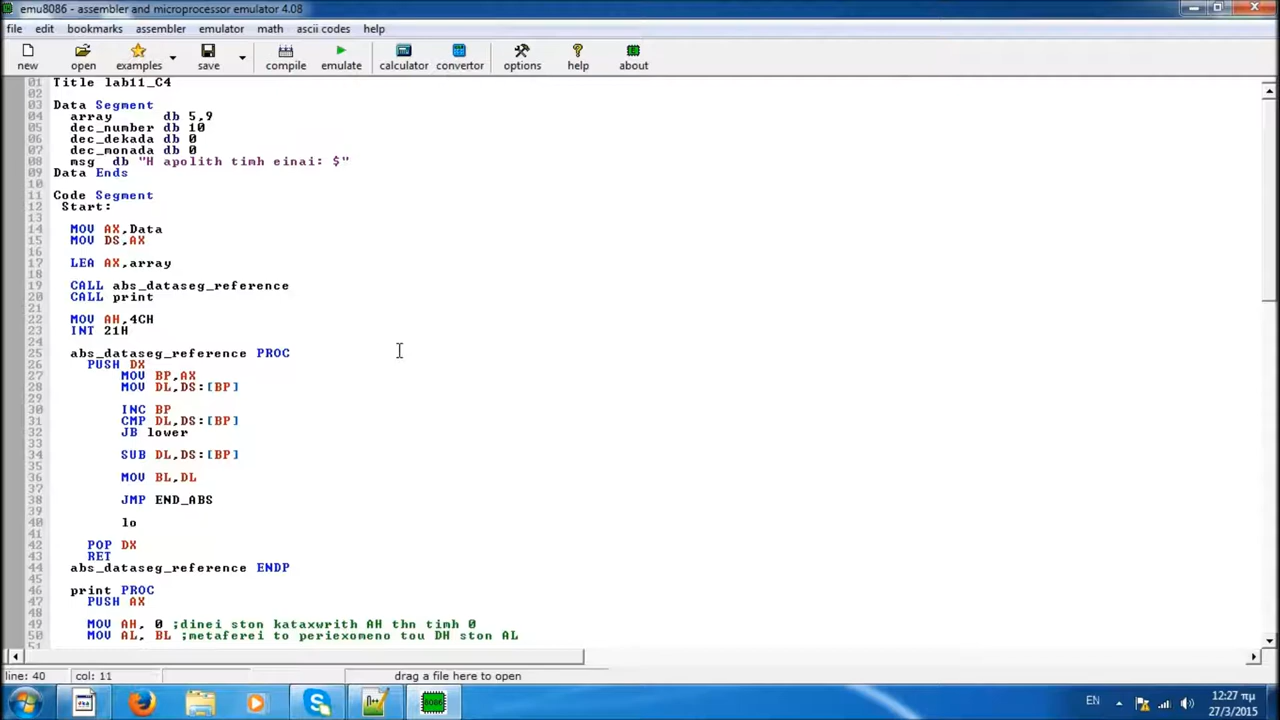 emu8086 - assembler and microprocessor emulator 4.08
file edit bookmarks assembler emulator math ascii codes help
new open examples save compile emulate calculator convertor options help about
01 Title lab11_C4
02
03 Data Segment
04 array db 5,9
05 dec_number db 10
06 dec_dekada db 0
07 dec_monada db 0
08 msg db "H apolith timh einai: $"
09 Data Ends
10
11 Code Segment
12 Start:
13
14 MOV AX,Data
15 MOV DS,AX
16
17 LEA AX,array
18
19 CALL abs_dataseg_reference
20 CALL print
21
22 MOV AH,4CH
23 INT 21H
24
25 abs_dataseg_reference PROC
26 PUSH DX
27 MOV BP,AX
28 MOV DL,DS:[BP]
29
30 INC BP
31 CMP DL,DS:[BP]
32 JB lower
33
34 SUB DL,DS:[BP]
35
36 MOV BL,DL
37
38 JMP END_ABS
39
40 lo
41
42 POP DX
43 RET
44 abs_dataseg_reference ENDP
45
46 print PROC
47 PUSH AX
48
49 MOV AH, 0 ;dinei ston kataxwrith AH thn timh 0
50 MOV AL, BL ;metaferei to periexomeno tou DH ston AL
51
line: 40 col: 11 drag a file here to open
8086
EN 12:27 πμ
27/3/2015